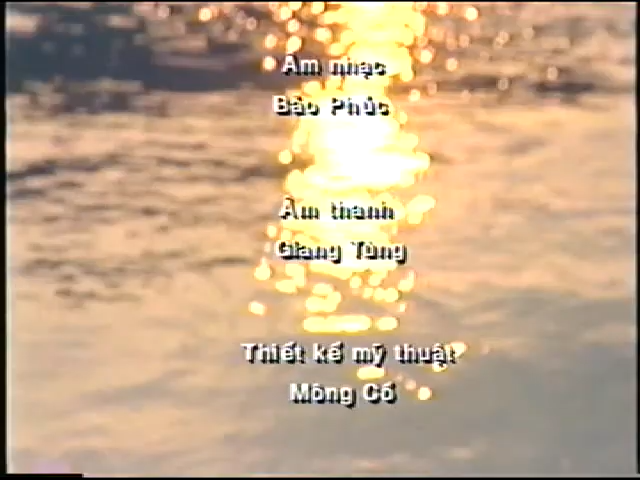 Âm nhạc
Bảo Phúc
Âm thanh
Giang Tùng
Thiết kế mỹ thuật
Mông Cổ